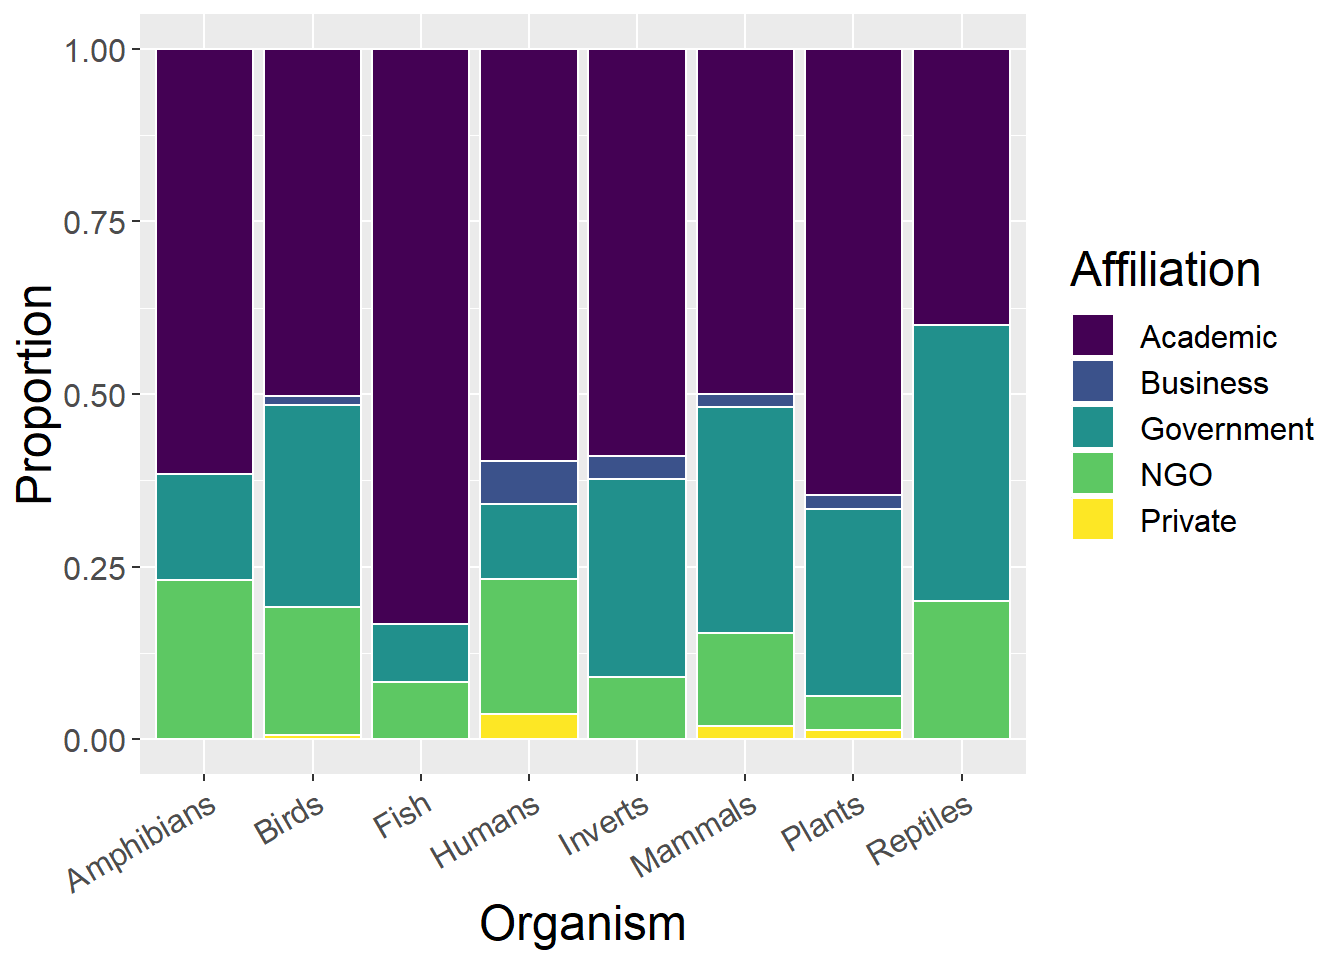 Proportion
1.00
0.75
0.50
0.25
0.00
Amphibians
Birds
Fish
Humans
Inverts
Mammals
Plants
Reptiles
Organism
Affiliation
Academic
Business
Government
NGO
Private